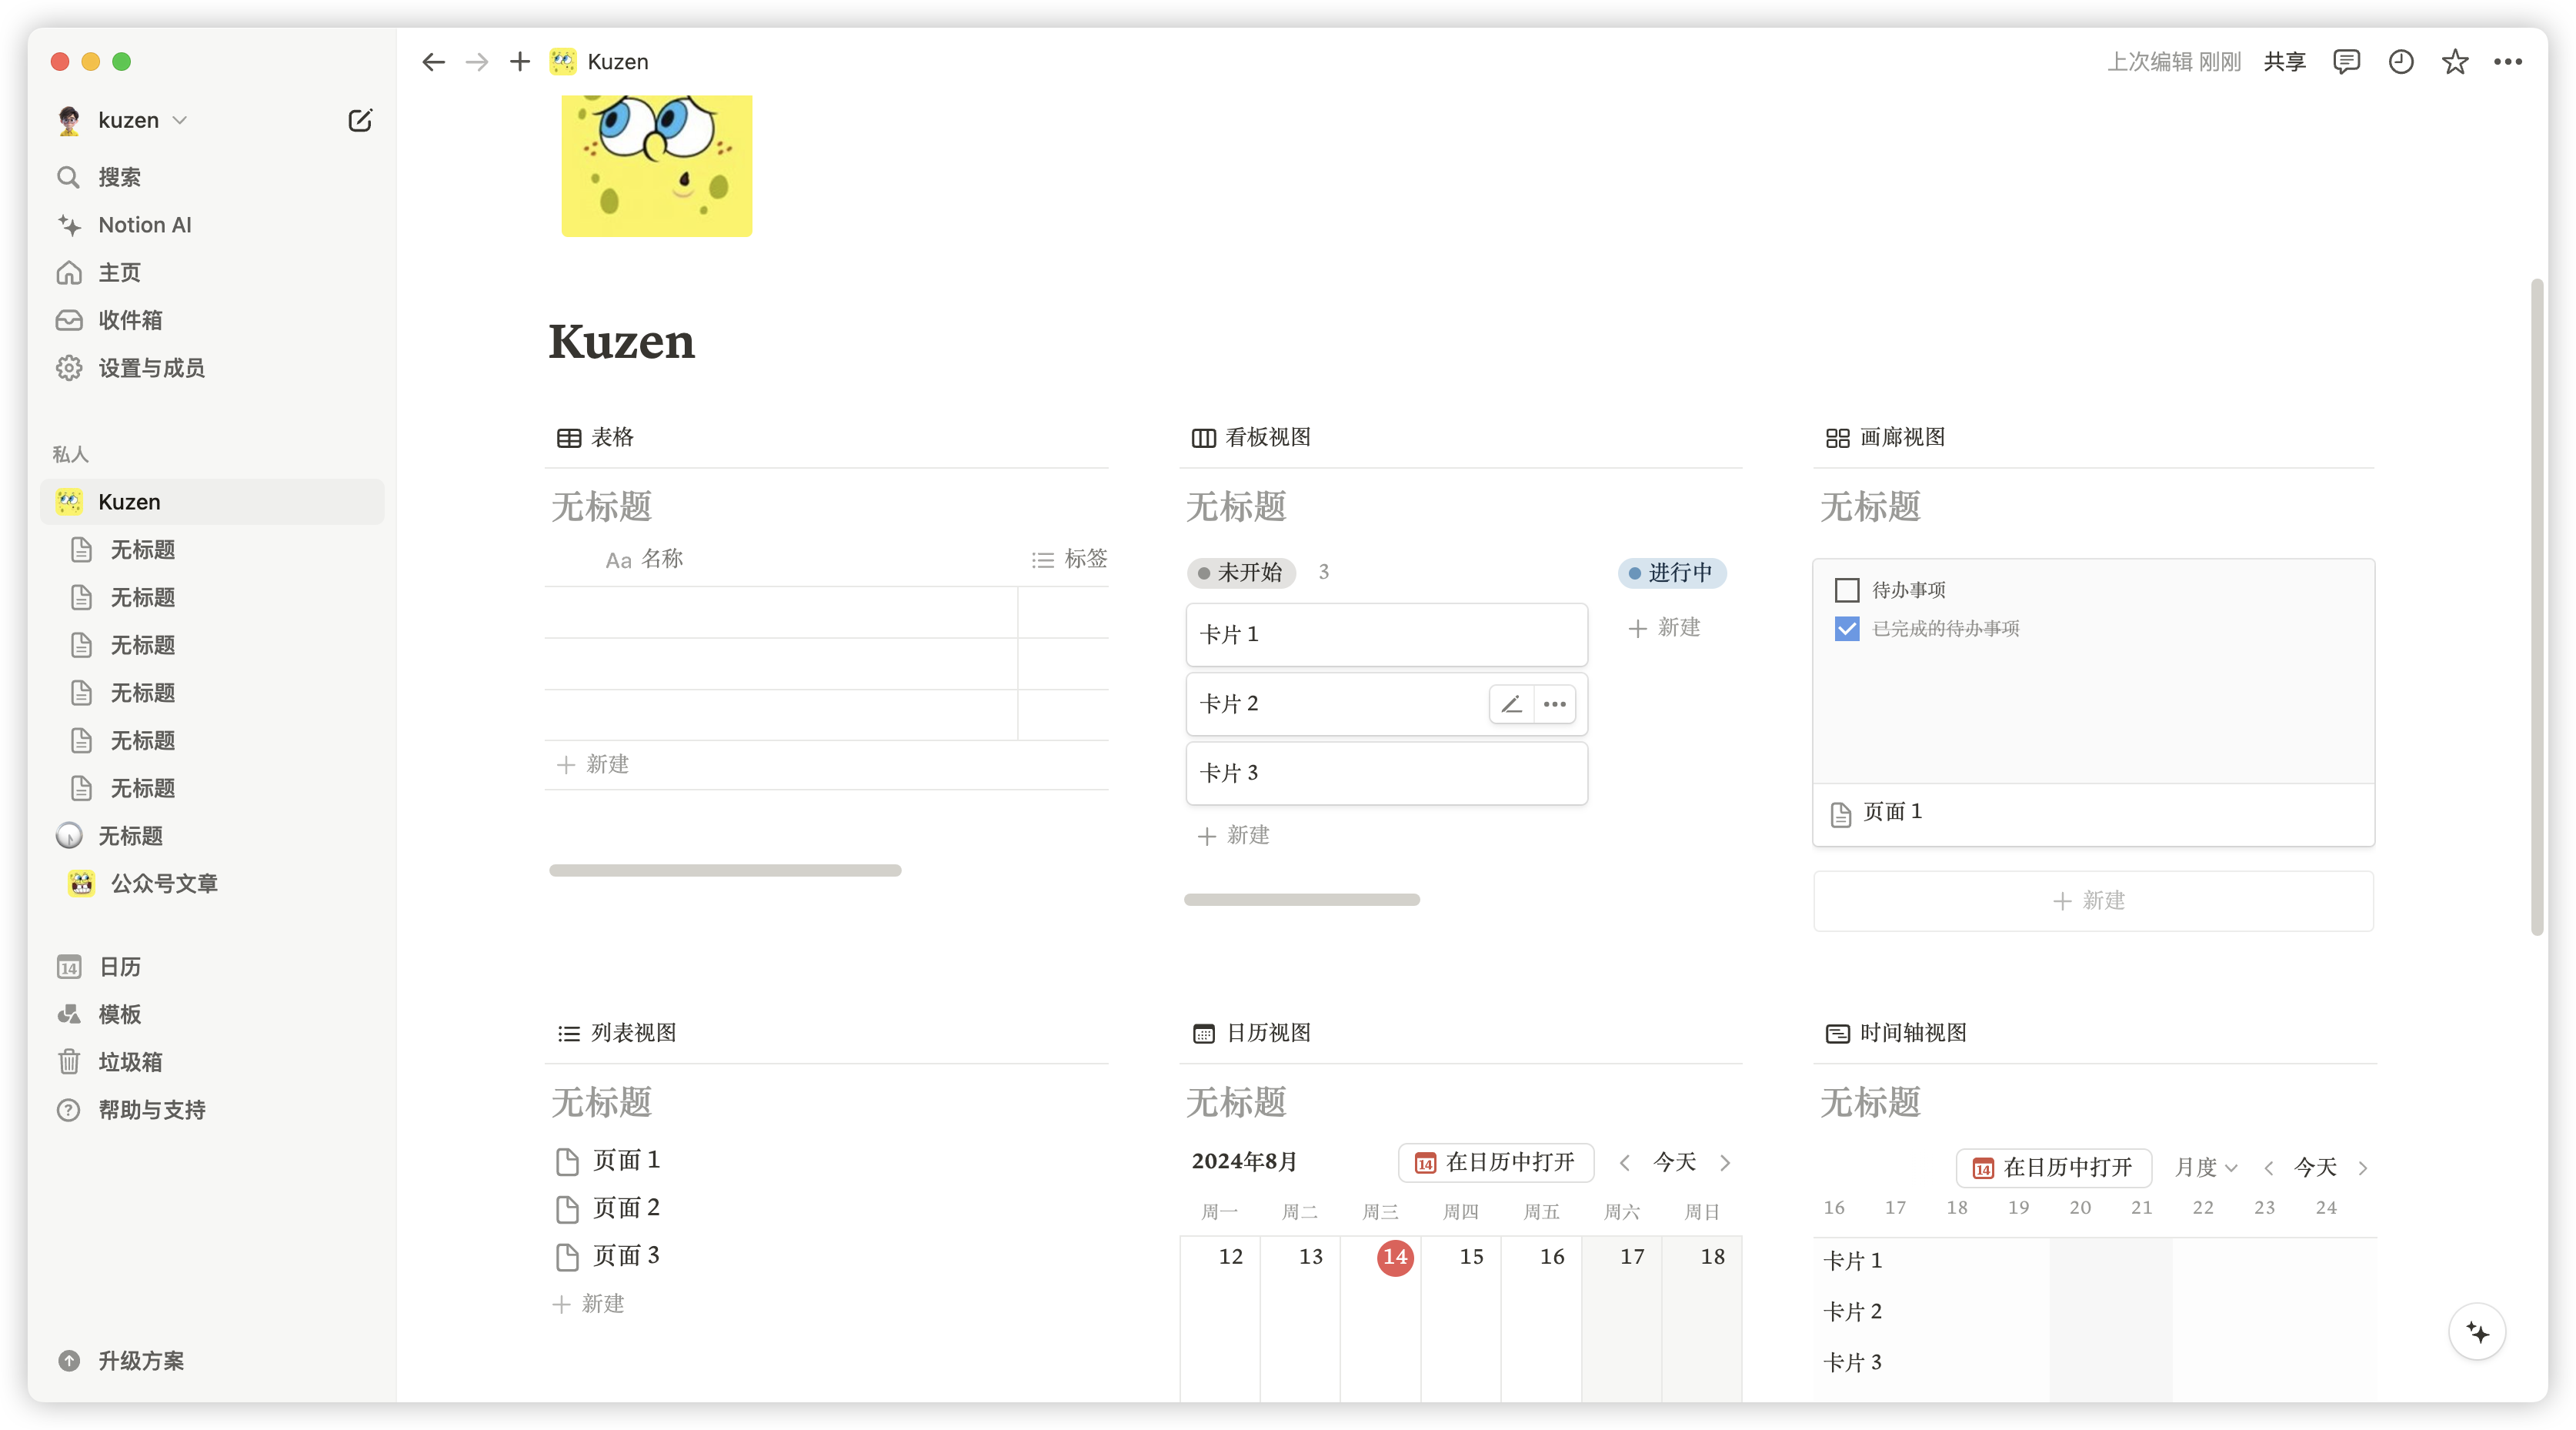 Kuzen
上次编辑 刚刚
共享
kuzen
搜索
Notion AI
主页
收件箱
设置与成员
私人
Kuzen
无标题
无标题
无标题
无标题
无标题
无标题
无标题
公众号文章
14 日历
模板
垃圾箱
帮助与支持
升级方案
Kuzen
表格
无标题
Aa 名称
标签
新建
看板视图
无标题
未开始 3
进行中
新建
卡片 1
卡片 2
卡片 3
新建
画廊视图
无标题
待办事项
已完成的待办事项
页面 1
新建
列表视图
无标题
页面 1
页面 2
页面 3
新建
日历视图
无标题
2024年8月
14 在日历中打开
今天
周一 周二 周三 周四 周五 周六 周日
12 13 14 15 16 17 18
时间轴视图
无标题
14 在日历中打开
月度
今天
16 17 18 19 20 21 22 23 24
卡片 1
卡片 2
卡片 3